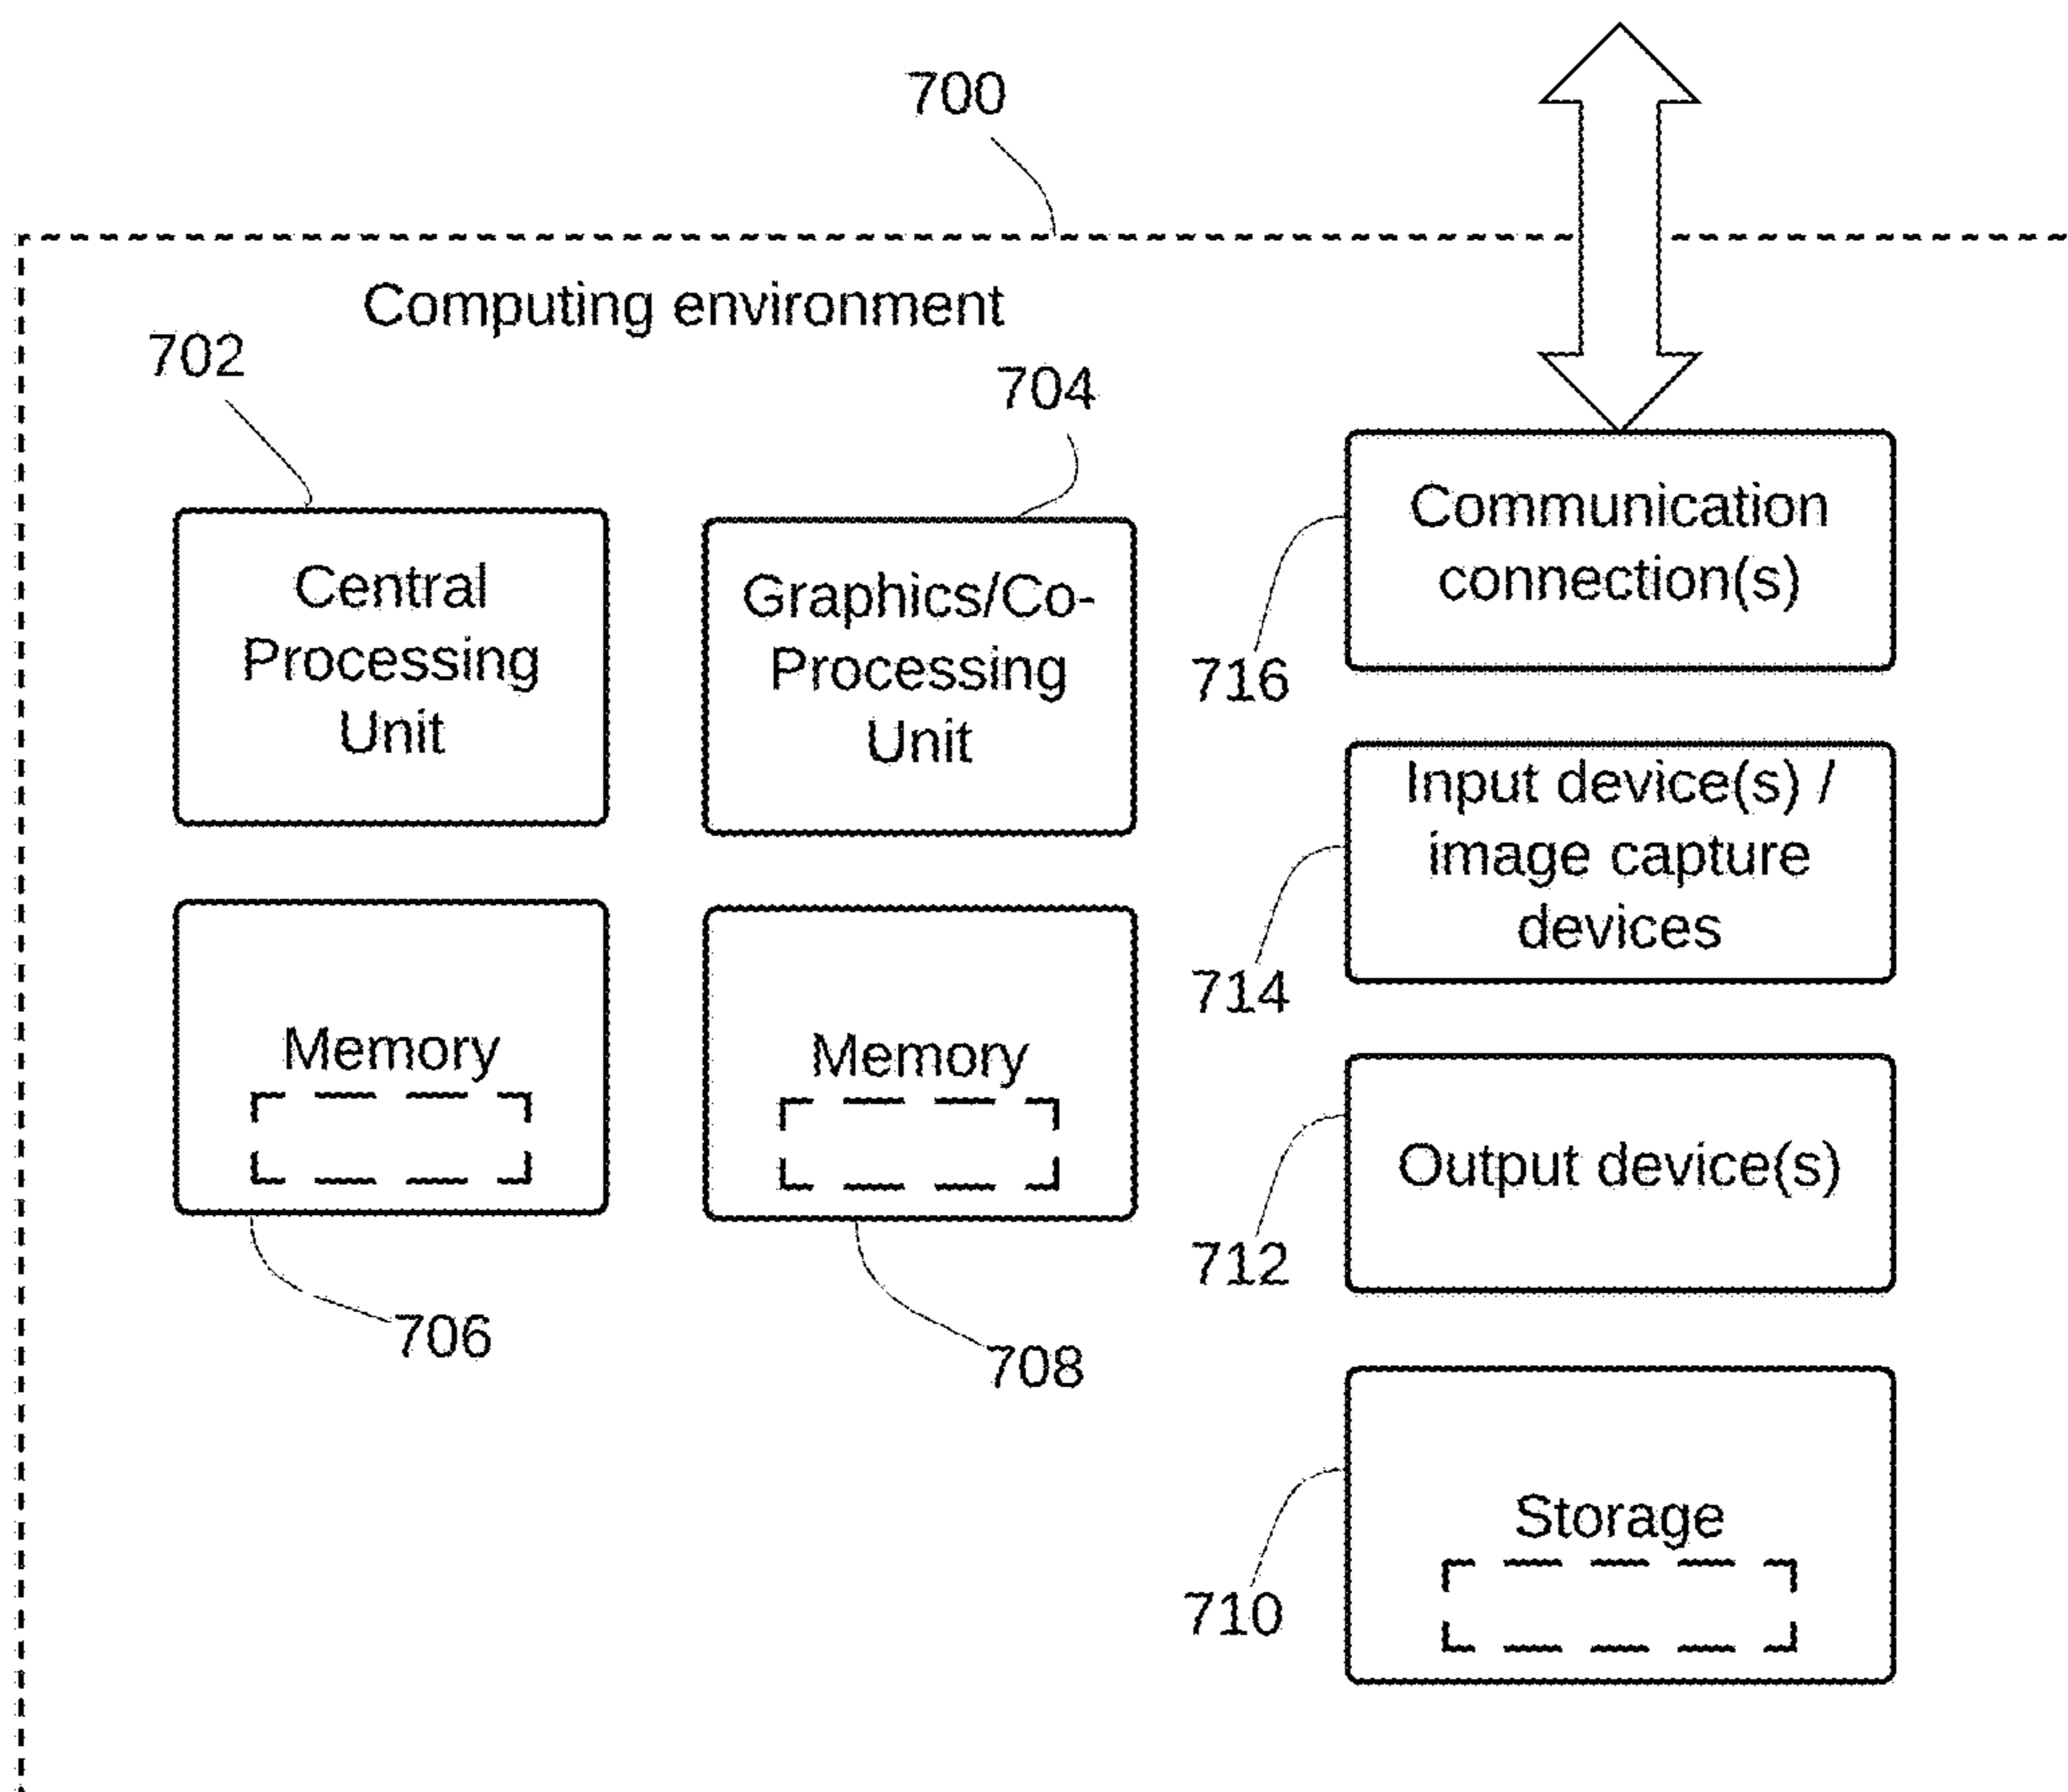 700
Computing environment
702
704
Central
Processing
Unit
Graphics/Co-
Processing
Unit
Communication
connection(s)
716
Input device(s) /
image capture
devices
714
Memory
Memory
Output device(s)
712
706
708
Storage
710